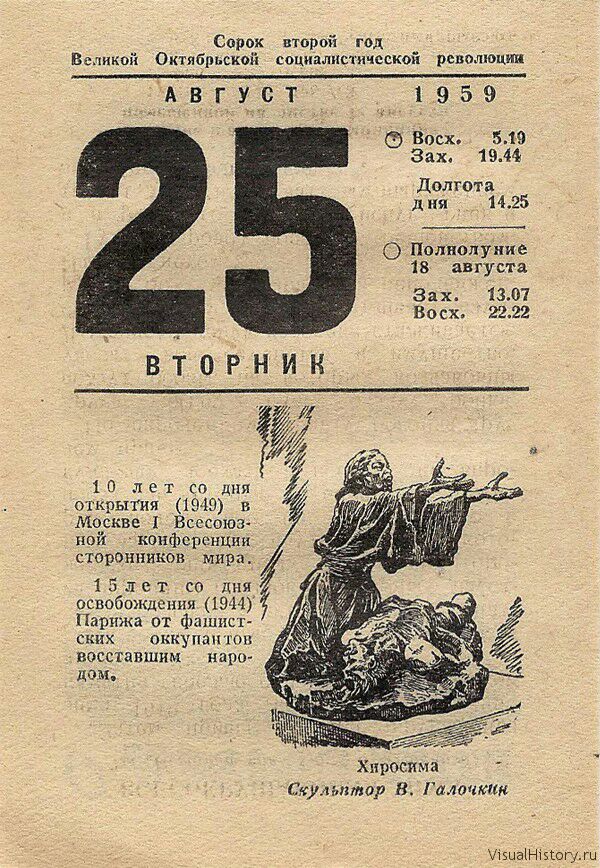 Сорок второй год
Великой Октябрьской социалистической революции
АВГУСТ 1959
25
Восх. 5.19
Зах. 19.44
Долгота
дня 14.25
Полнолуние
18 августа
Зах. 13.07
Восх. 22.22
ВТОРНИК
10 лет со дня
открытия (1949) в
Москве I Всесоюз-
ной конференции
сторонников мира.
15 лет со дня
освобождения (1944)
Парижа от фашист-
ских оккупантов
восставшим наро-
дом.
Хиросима
Скульптор В. Галочкин
VisualHistory.ru